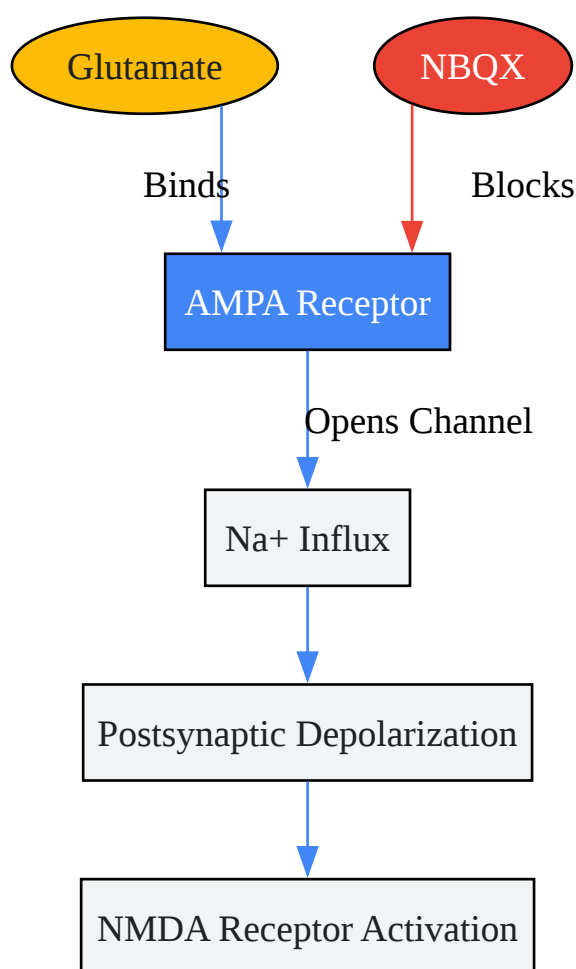 Glutamate
NBQX
Binds
Blocks
AMPA Receptor
Opens Channel
Na+ Influx
Postsynaptic Depolarization
NMDA Receptor Activation